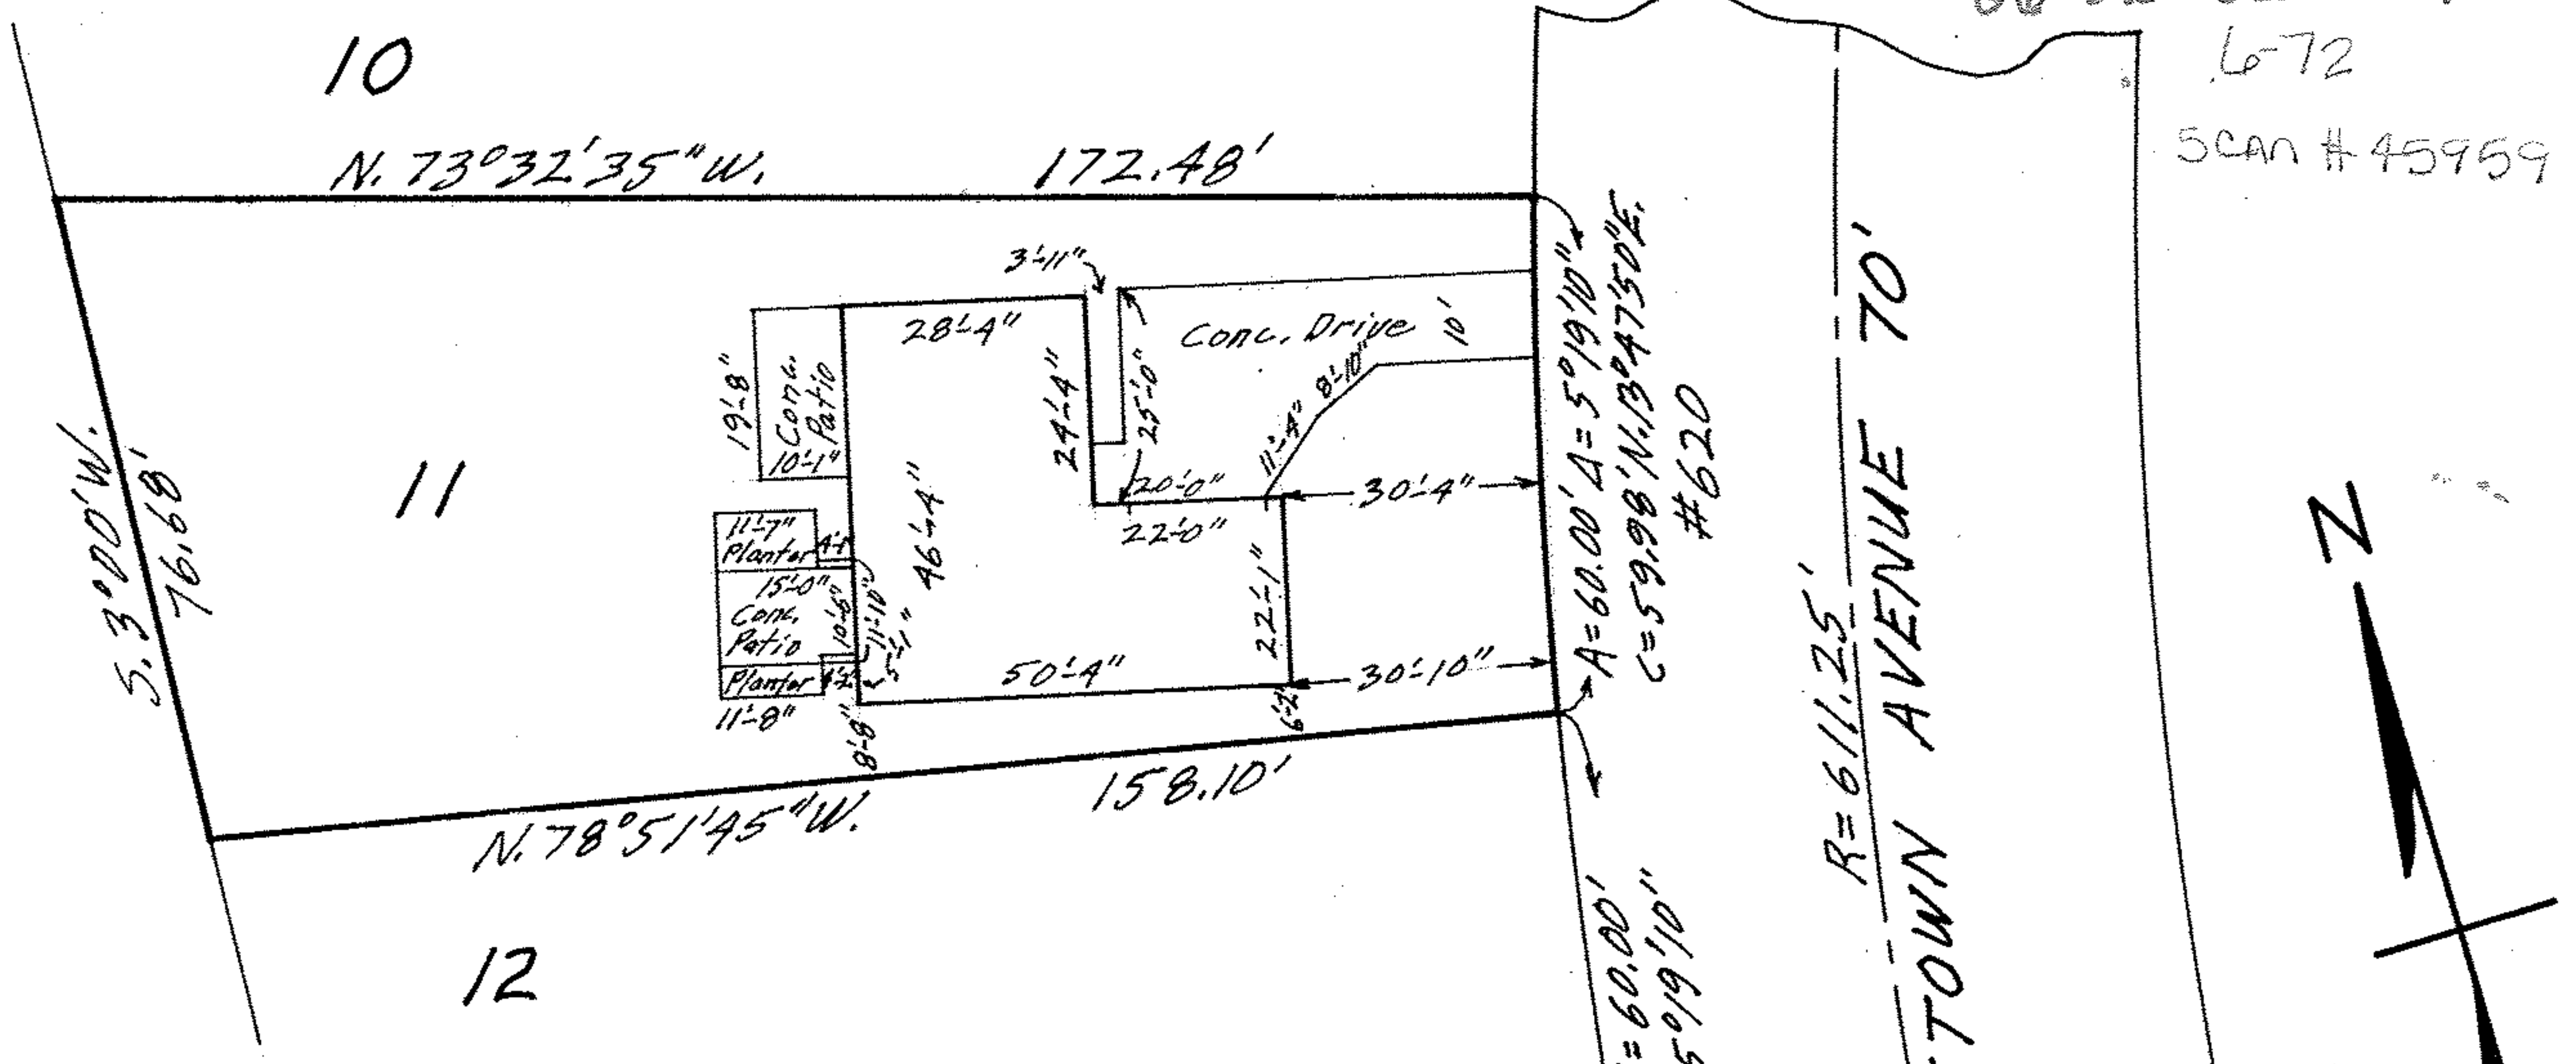 6-72
SCAN # 45959
10
N. 73°32'35"W. 172.48'
3'-11"
28'-4"
Conc. Drive 10'
19'-8"
Conc.
Patio
10'-1"
24'-4"
25'-0"
8'-10"
20'-0"
22'-0"
30'-4"
11
S. 3°00'W.
76.68'
11'-7"
Planter
15'-0"
Conc.
Patio
10'-6"
11'-10"
5'-1"
Planter
11'-8"
46'-4"
22'-1"
50'-4"
30'-10"
8'-8"
6'-2"
A=60.00' Δ=5°19'10"
C=59.98' N.13°47'50"E.
#620
R=611.25'
TOWN AVENUE 70'
N
158.10'
N. 78°51'45"W.
12
= 60.00'
5°19'10"